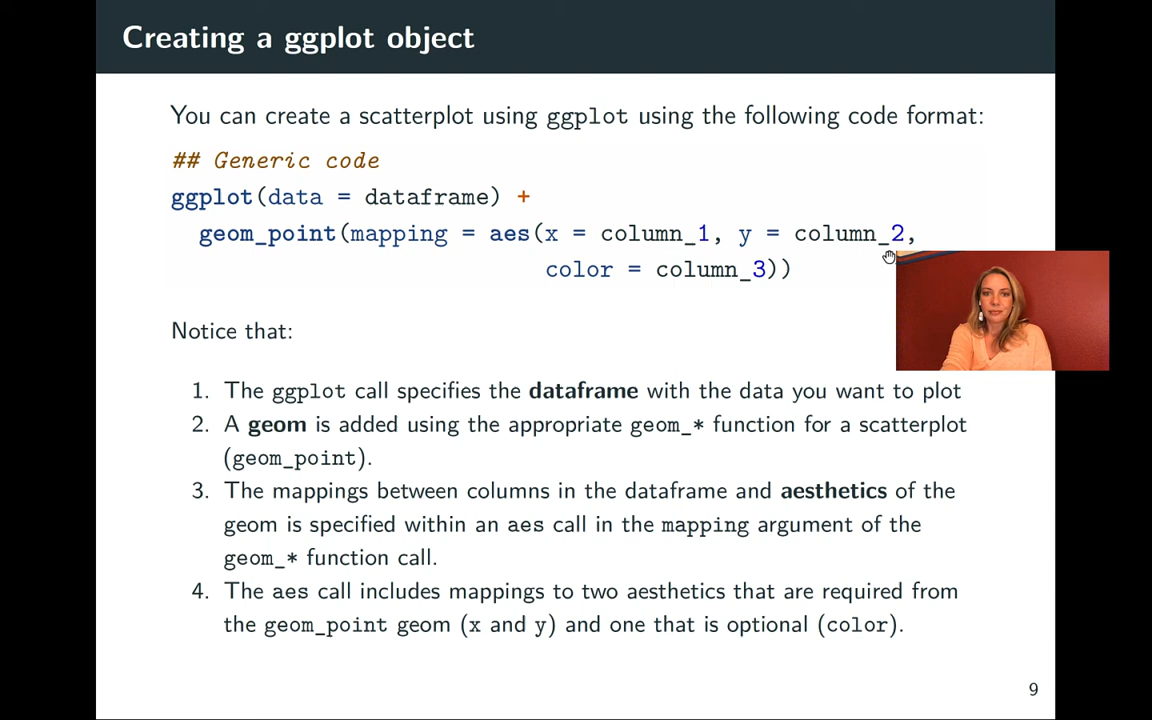 Creating a ggplot object
You can create a scatterplot using ggplot using the following code format:
## Generic code
ggplot(data = dataframe) +
geom_point(mapping = aes(x = column_1, y = column_2,
color = column_3))
Notice that:
1. The ggplot call specifies the dataframe with the data you want to plot
2. A geom is added using the appropriate geom_* function for a scatterplot
(geom_point).
3. The mappings between columns in the dataframe and aesthetics of the
geom is specified within an aes call in the mapping argument of the
geom_* function call.
4. The aes call includes mappings to two aesthetics that are required from
the geom_point geom (x and y) and one that is optional (color).
9